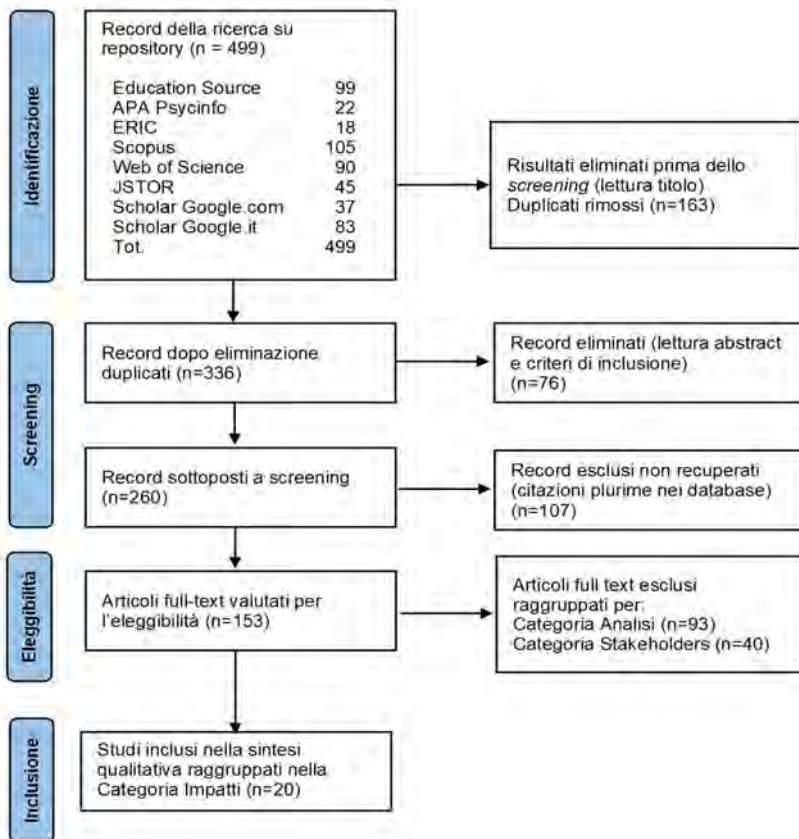 Identificazione
Record della ricerca su
repository (n = 499)
Education Source 99
APA Psycinfo 22
ERIC 18
Scopus 105
Web of Science 90
JSTOR 45
Scholar Google.com 37
Scholar Google.it 83
Tot. 499
Risultati eliminati prima dello
screening (lettura titolo)
Duplicati rimossi (n=163)
Screening
Record dopo eliminazione
duplicati (n=336)
Record eliminati (lettura abstract
e criteri di inclusione)
(n=76)
Record sottoposti a screening
(n=260)
Record esclusi non recuperati
(citazioni plurime nei database)
(n=107)
Eleggibilità
Articoli full-text valutati per
l'eleggibilità (n=153)
Articoli full text esclusi
raggruppati per:
Categoria Analisi (n=93)
Categoria Stakeholders (n=40)
Inclusione
Studi inclusi nella sintesi
qualitativa raggruppati nella
Categoria Impatti (n=20)